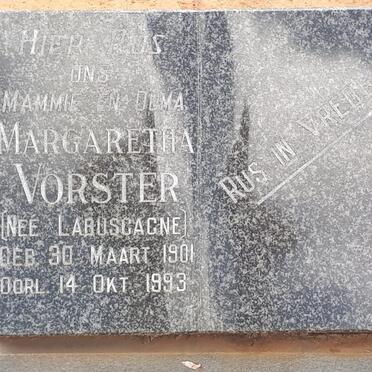 HIER RUS
ONS
MAMMIE EN OUMA
MARGARETHA
VORSTER
(NEÉ LABUSCAGNE)
GEB 30 MAART 1901
OORL 14 OKT 1993
RUS IN VREDE